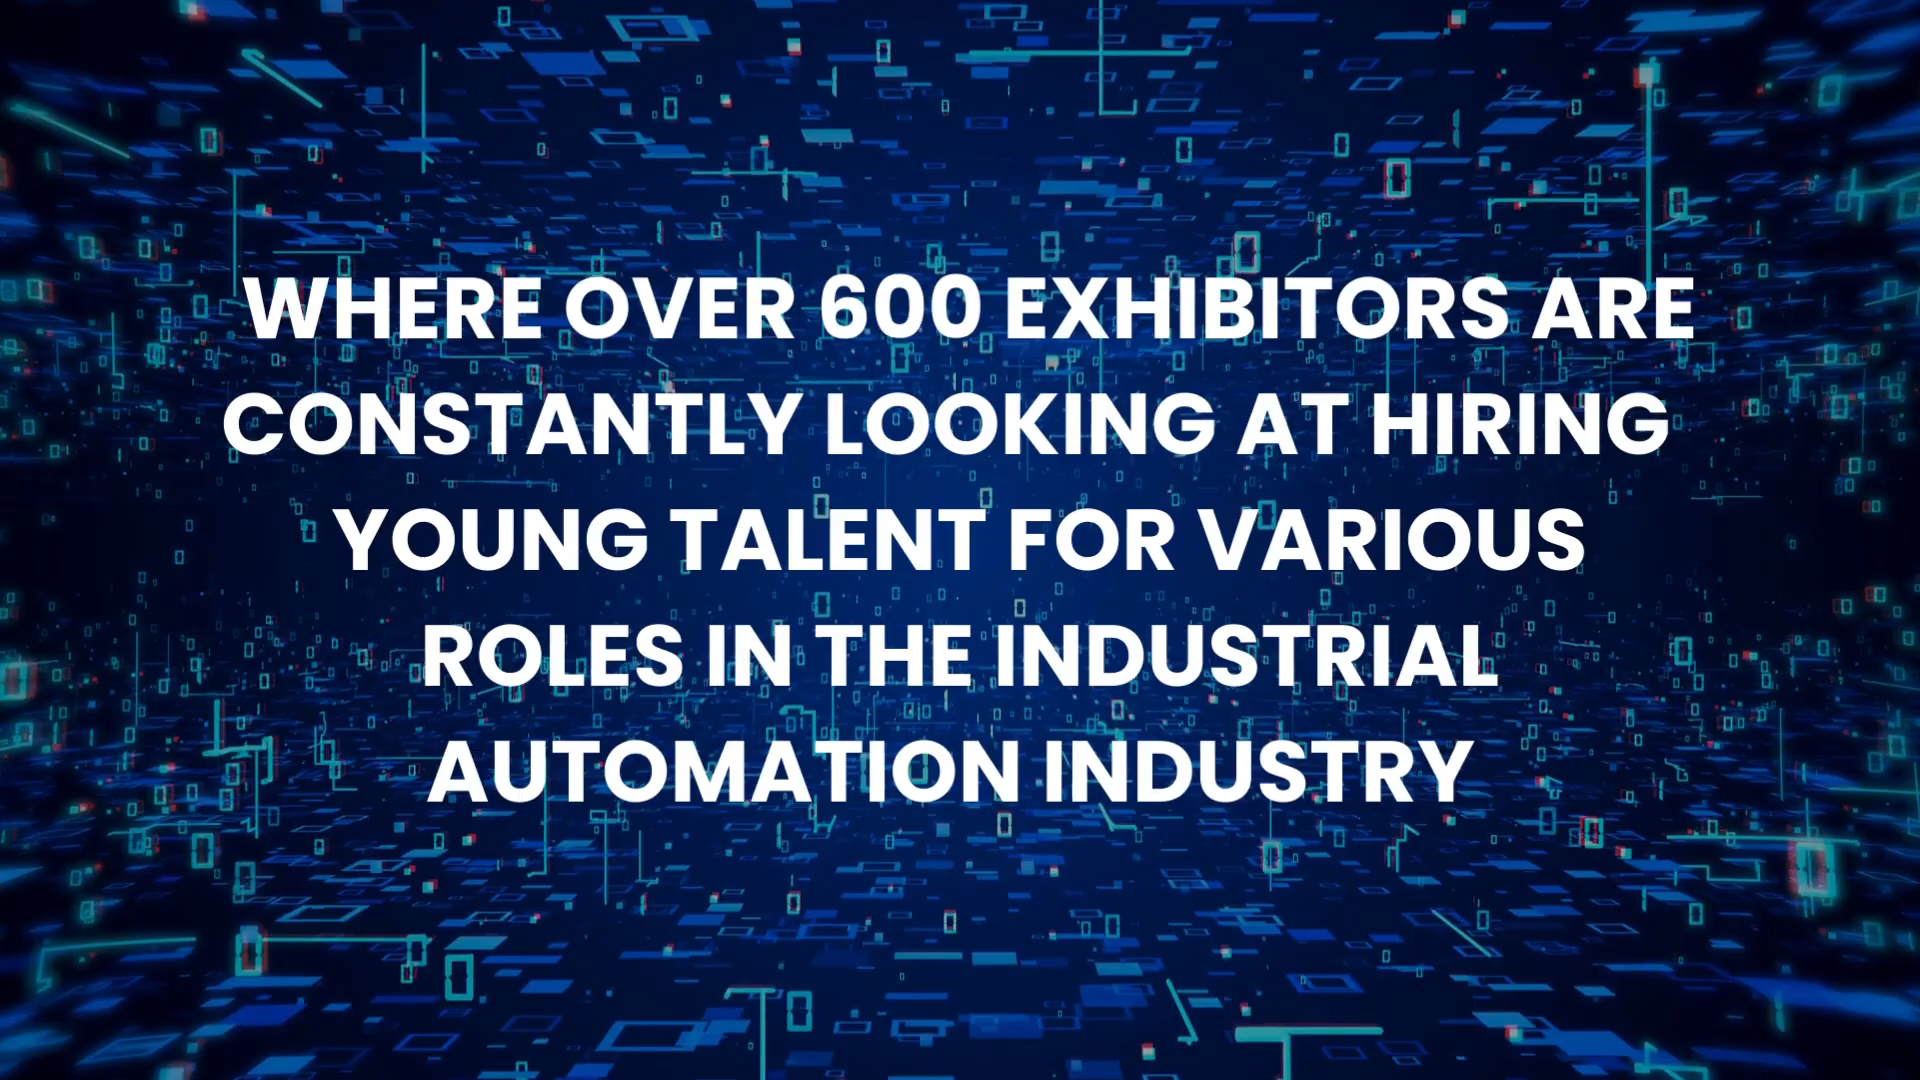 WHERE OVER 600 EXHIBITORS ARE
CONSTANTLY LOOKING AT HIRING
YOUNG TALENT FOR VARIOUS
ROLES IN THE INDUSTRIAL
AUTOMATION INDUSTRY